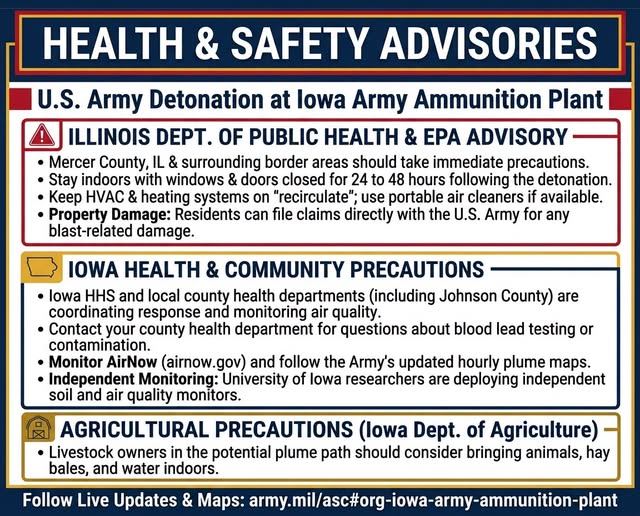 HEALTH & SAFETY ADVISORIES
U.S. Army Detonation at Iowa Army Ammunition Plant
ILLINOIS DEPT. OF PUBLIC HEALTH & EPA ADVISORY
• Mercer County, IL & surrounding border areas should take immediate precautions.
• Stay indoors with windows & doors closed for 24 to 48 hours following the detonation.
• Keep HVAC & heating systems on "recirculate"; use portable air cleaners if available.
• Property Damage: Residents can file claims directly with the U.S. Army for any
blast-related damage.
IOWA HEALTH & COMMUNITY PRECAUTIONS
• Iowa HHS and local county health departments (including Johnson County) are
coordinating response and monitoring air quality.
• Contact your county health department for questions about blood lead testing or
contamination.
• Monitor AirNow (airnow.gov) and follow the Army's updated hourly plume maps.
• Independent Monitoring: University of Iowa researchers are deploying independent
soil and air quality monitors.
AGRICULTURAL PRECAUTIONS (Iowa Dept. of Agriculture)
• Livestock owners in the potential plume path should consider bringing animals, hay
bales, and water indoors.
Follow Live Updates & Maps: army.mil/asc#org-iowa-army-ammunition-plant